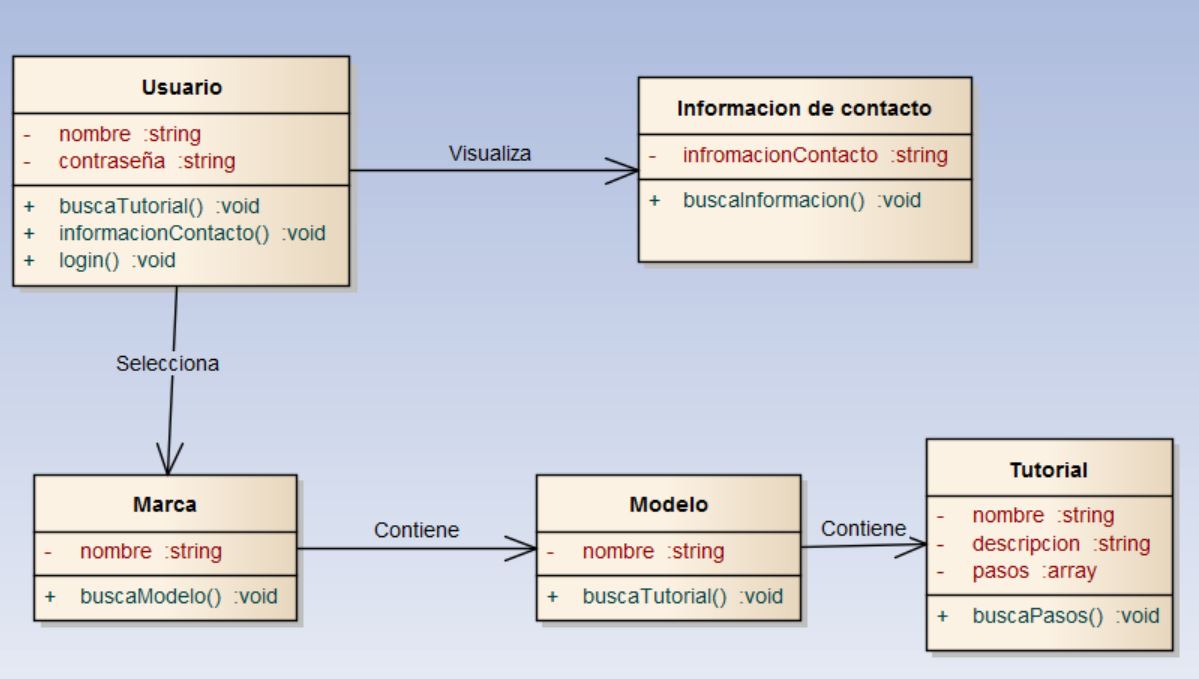 Usuario
- nombre :string
- contraseña :string
+ buscaTutorial() :void
+ informacionContacto() :void
+ login() :void
Visualiza
Informacion de contacto
- infromacionContacto :string
+ buscaInformacion() :void
Selecciona
Marca
- nombre :string
+ buscaModelo() :void
Contiene
Modelo
- nombre :string
+ buscaTutorial() :void
Contiene
Tutorial
- nombre :string
- descripcion :string
- pasos :array
+ buscaPasos() :void